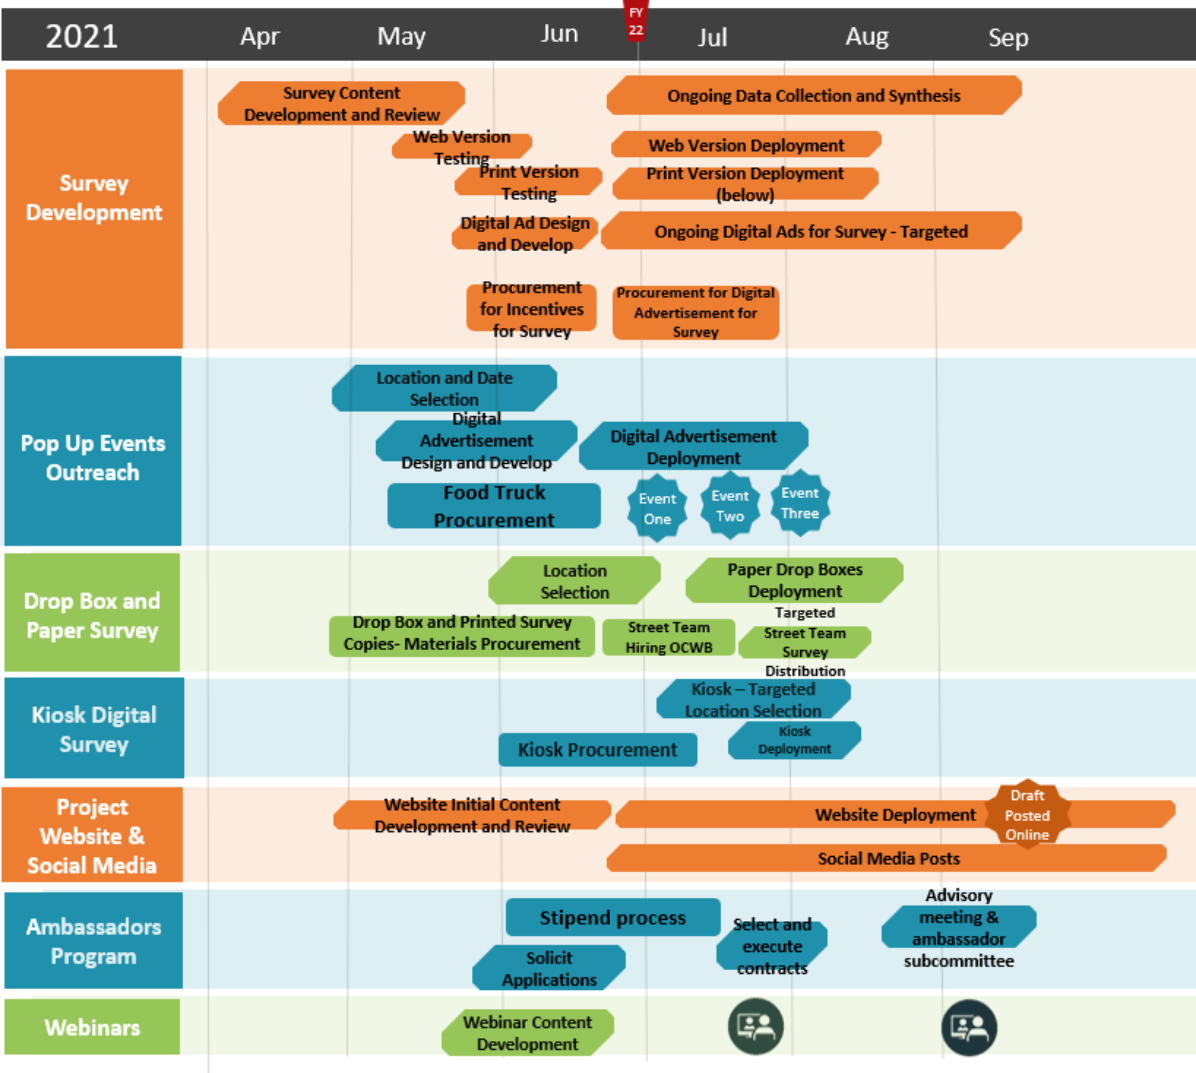 FY
22
2021
Apr
May
Jun
Jul
Aug
Sep
Survey
Development
Survey Content
Development and Review
Ongoing Data Collection and Synthesis
Web Version
Testing
Web Version Deployment
Print Version
Testing
Print Version Deployment
(below)
Digital Ad Design
and Develop
Ongoing Digital Ads for Survey - Targeted
Procurement
for Incentives
for Survey
Procurement for Digital
Advertisement for
Survey
Pop Up Events
Outreach
Location and Date
Selection
Digital
Advertisement
Design and Develop
Digital Advertisement
Deployment
Food Truck
Procurement
Event
One
Event
Two
Event
Three
Drop Box and
Paper Survey
Location
Selection
Paper Drop Boxes
Deployment
Drop Box and Printed Survey
Copies- Materials Procurement
Street Team
Hiring OCWB
Targeted
Street Team
Survey
Distribution
Kiosk Digital
Survey
Kiosk – Targeted
Location Selection
Kiosk Procurement
Kiosk
Deployment
Project
Website &
Social Media
Website Initial Content
Development and Review
Website Deployment
Draft
Posted
Online
Social Media Posts
Ambassadors
Program
Stipend process
Solicit
Applications
Select and
execute
contracts
Advisory
meeting &
ambassador
subcommittee
Webinars
Webinar Content
Development